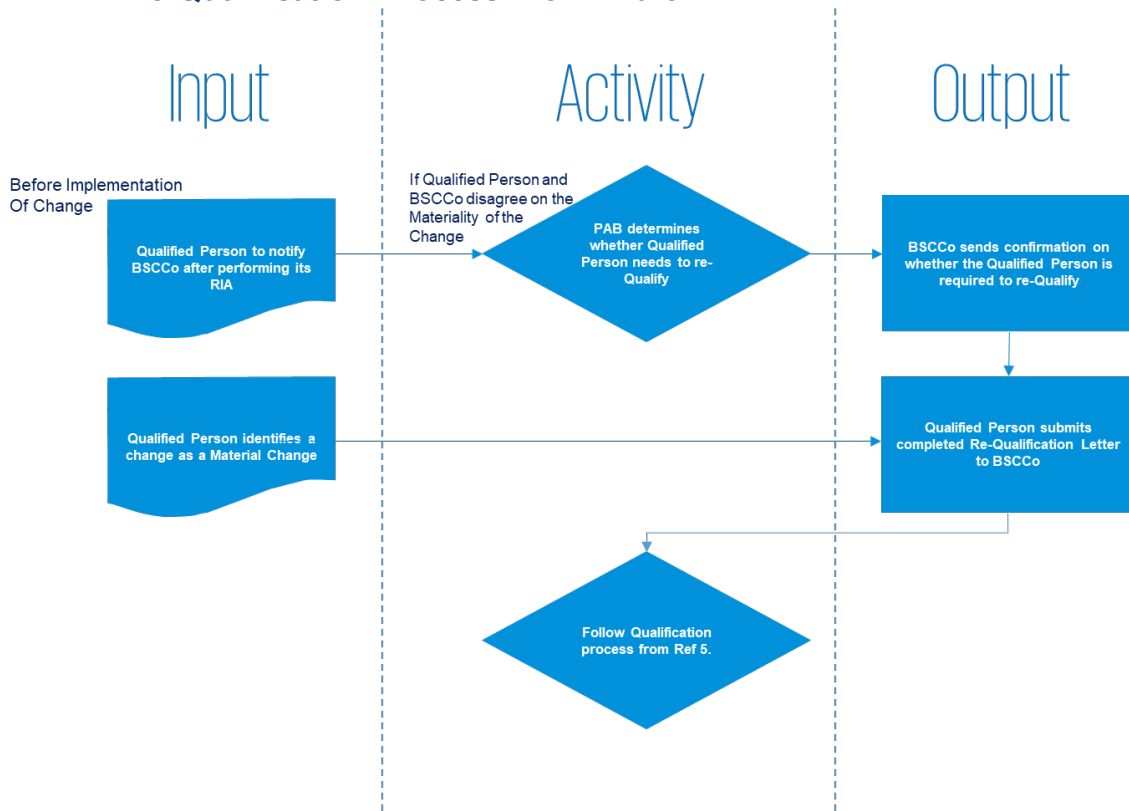 Input
Activity
Output
Before Implementation
Of Change
If Qualified Person and
BSCCo disagree on the
Materiality of the
Change
Qualified Person to notify
BSCCo after performing its
RIA
PAB determines
whether Qualified
Person needs to re-
Qualify
BSCCo sends confirmation on
whether the Qualified Person is
required to re-Qualify
Qualified Person identifies a
change as a Material Change
Qualified Person submits
completed Re-Qualification Letter
to BSCCo
Follow Qualification
process from Ref 5.